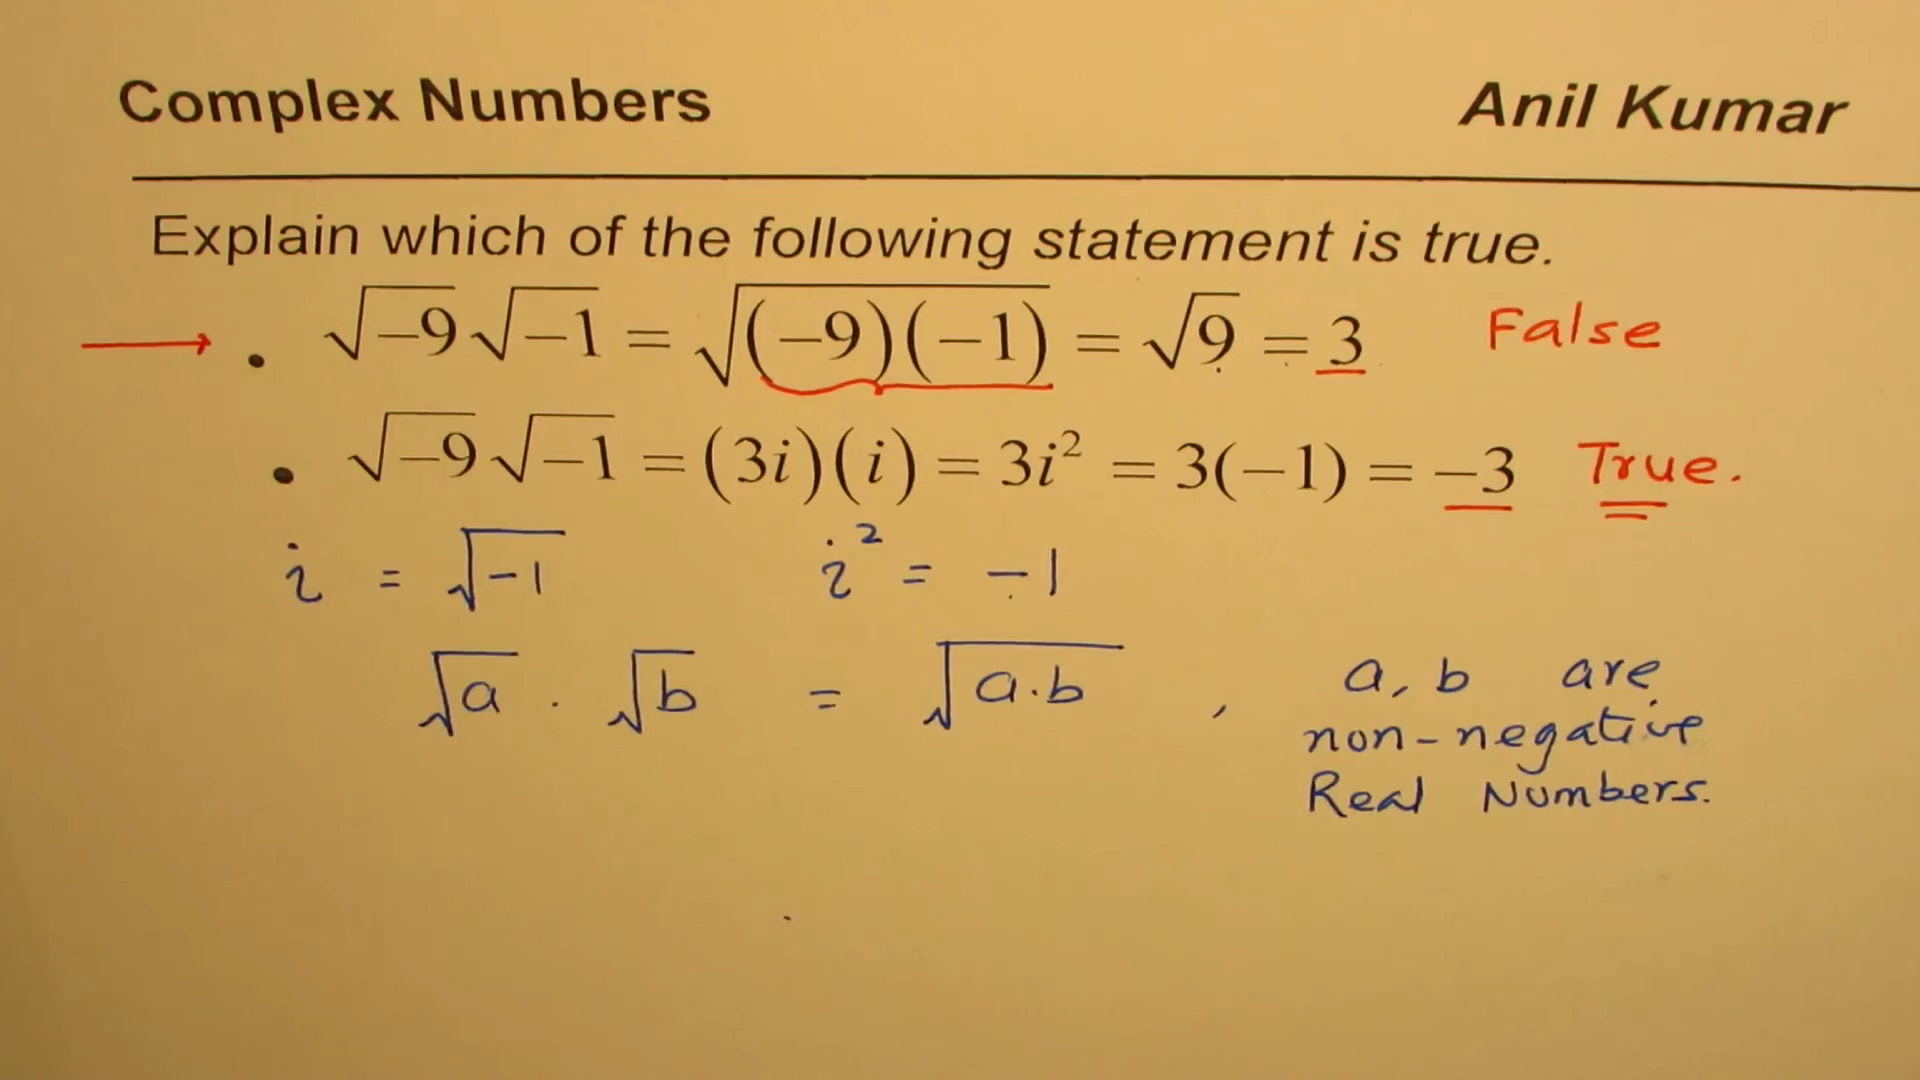 Complex Numbers Anil Kumar
Explain which of the following statement is true.
• √-9√-1 = √(-9)(-1) = √9 = 3 False
• √-9√-1 = (3i)(i) = 3i² = 3(-1) = -3 True.
i = √-1 i² = -1
√a · √b = √a·b , a, b are
non-negative
Real Numbers.